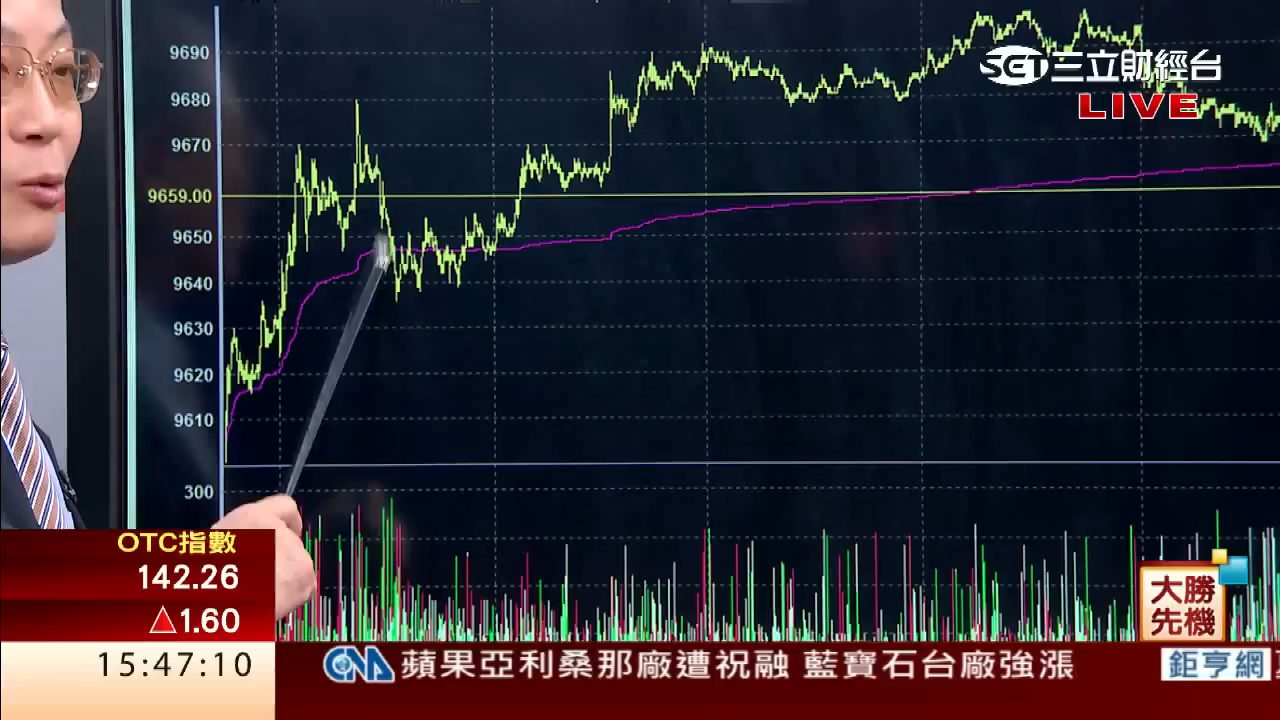 9690
9680
9670
9659.00
9650
9640
9630
9620
9610
300
SET三立財經台
LIVE
OTC指數
142.26
△1.60
15:47:10
大勝
先機
CNA 蘋果亞利桑那廠遭祝融 藍寶石台廠強漲
鉅亨網